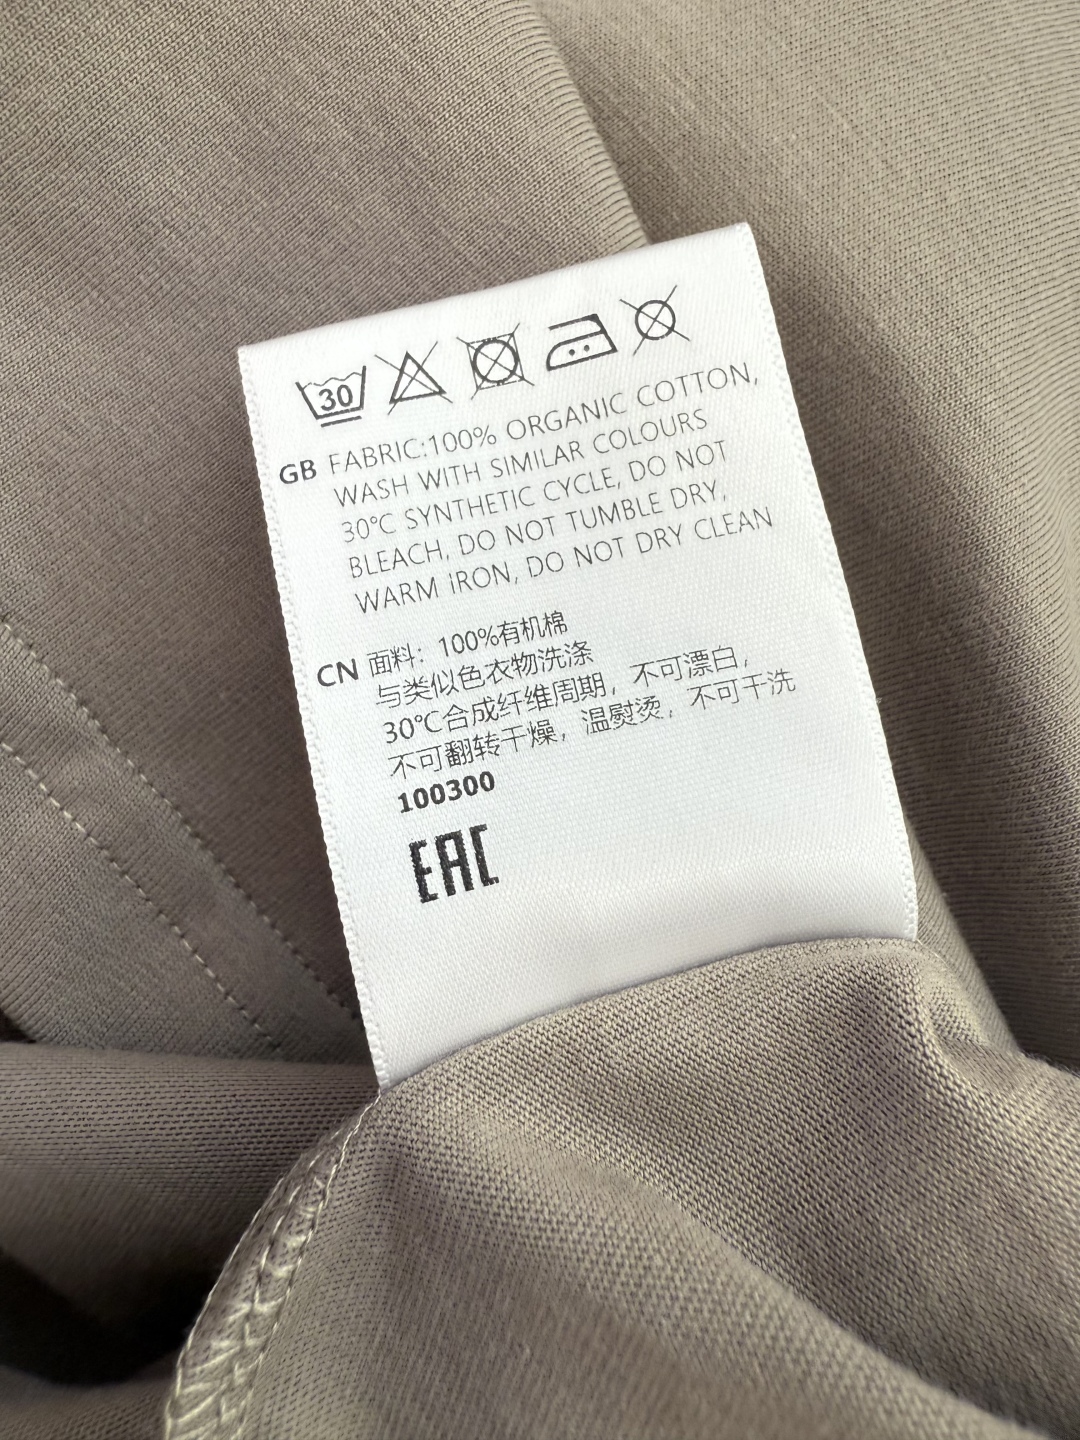 30
GB FABRIC:100% ORGANIC COTTON,
WASH WITH SIMILAR COLOURS
30℃ SYNTHETIC CYCLE, DO NOT
BLEACH, DO NOT TUMBLE DRY,
WARM IRON, DO NOT DRY CLEAN
CN 面料：100%有机棉
与类似色衣物洗涤
30℃合成纤维周期，不可漂白，
不可翻转干燥，温熨烫，不可干洗
100300
EAC